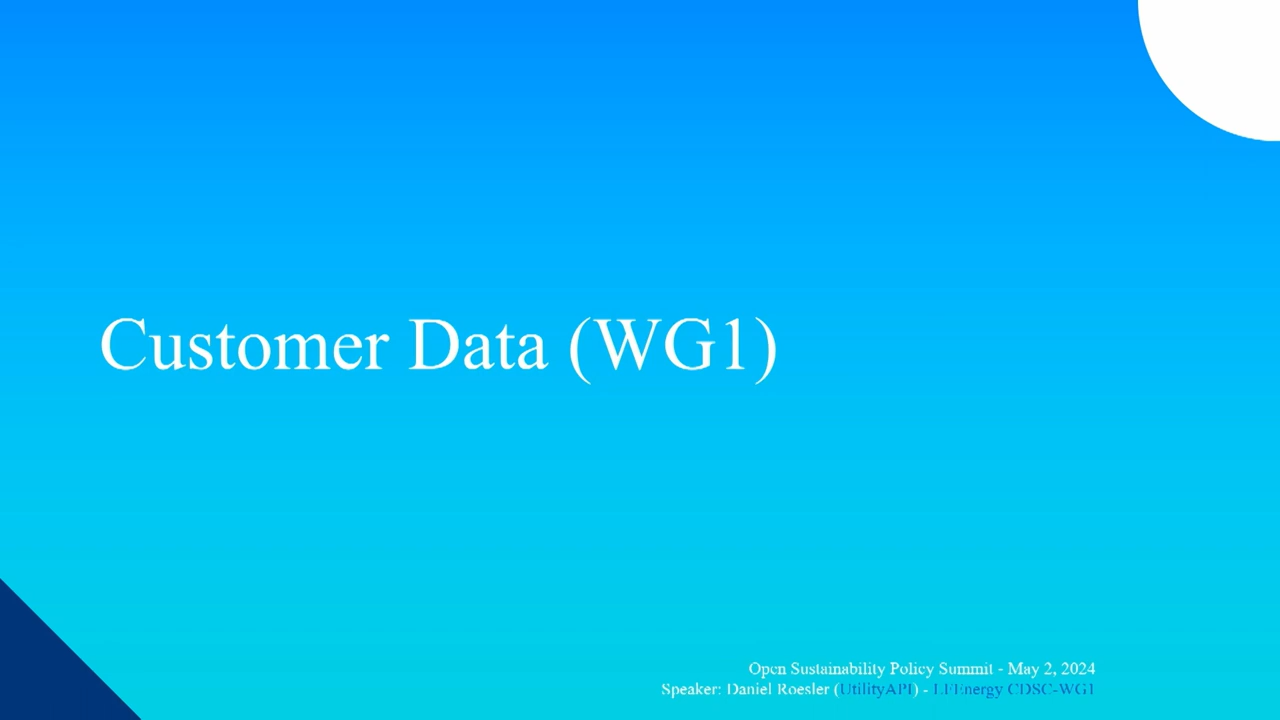 Customer Data (WG1)
Open Sustainability Policy Summit - May 2, 2024
Speaker: Daniel Roesler (UtilityAPI) - LFEnergy CDSC-WG1